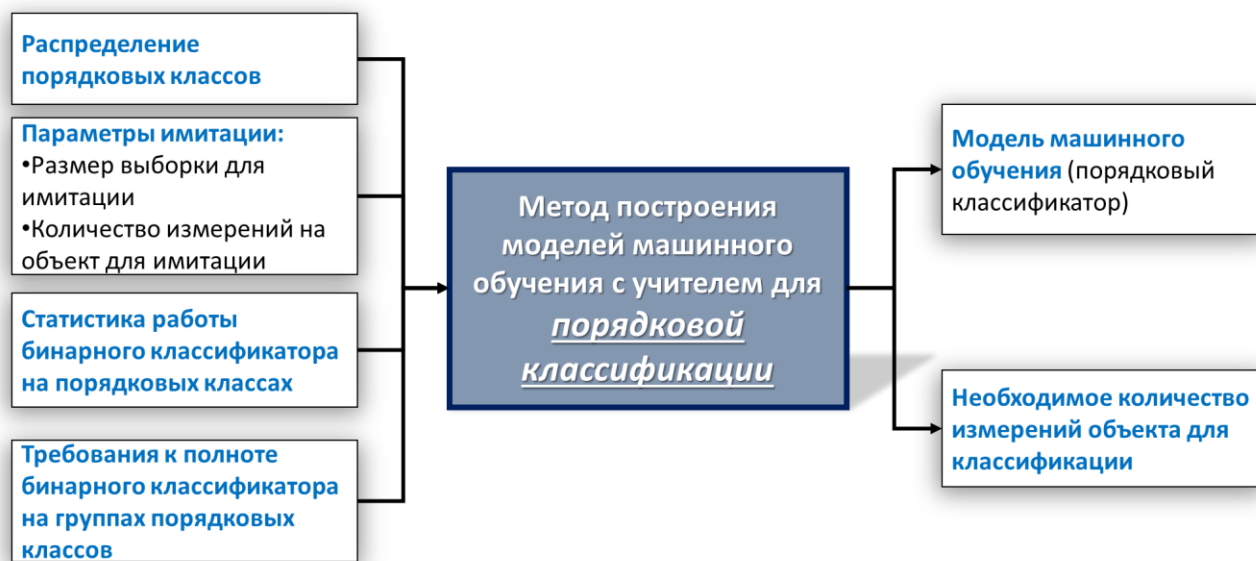 Распределение
порядковых классов
Параметры имитации:
•Размер выборки для
имитации
•Количество измерений на
объект для имитации
Статистика работы
бинарного классификатора
на порядковых классах
Требования к полноте
бинарного классификатора
на группах порядковых
классов
Метод построения
моделей машинного
обучения с учителем для
порядковой
классификации
Модель машинного
обучения (порядковый
классификатор)
Необходимое количество
измерений объекта для
классификации